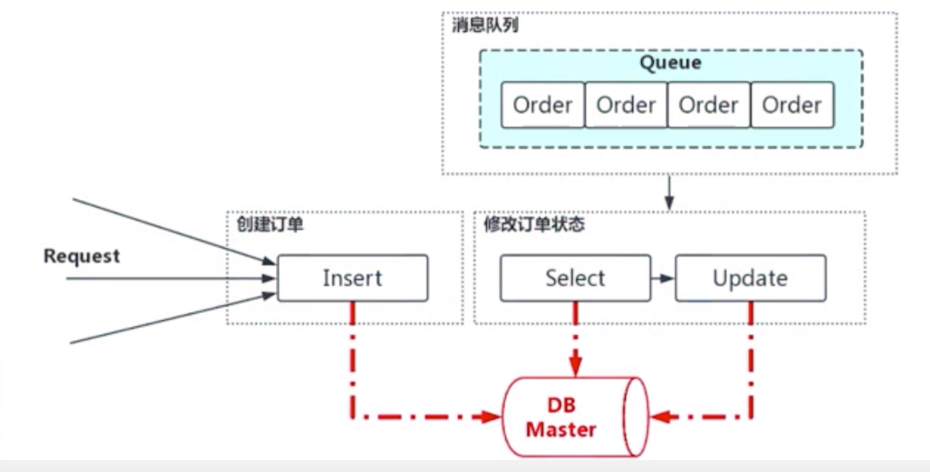 消息队列
Queue
Order Order Order Order
创建订单
修改订单状态
Request
Insert
Select
Update
DB
Master